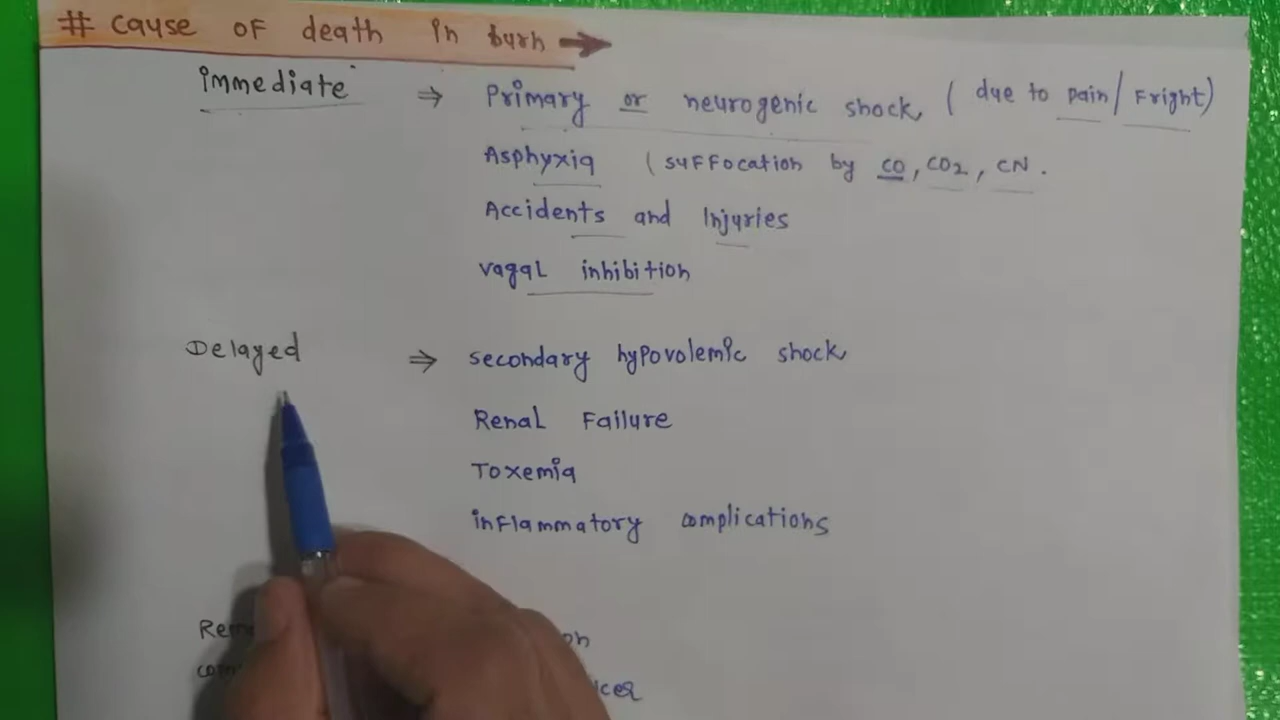 # Cause OF death in burn →
immediate ⇒ Primary or neurogenic shock ( due to pain/ Fright)
Asphyxia (suffocation by CO, CO2, CN.
Accidents and Injuries
vagal inhibition
Delayed ⇒ secondary hypovolemic shock
Renal Failure
Toxemia
inflammatory complications